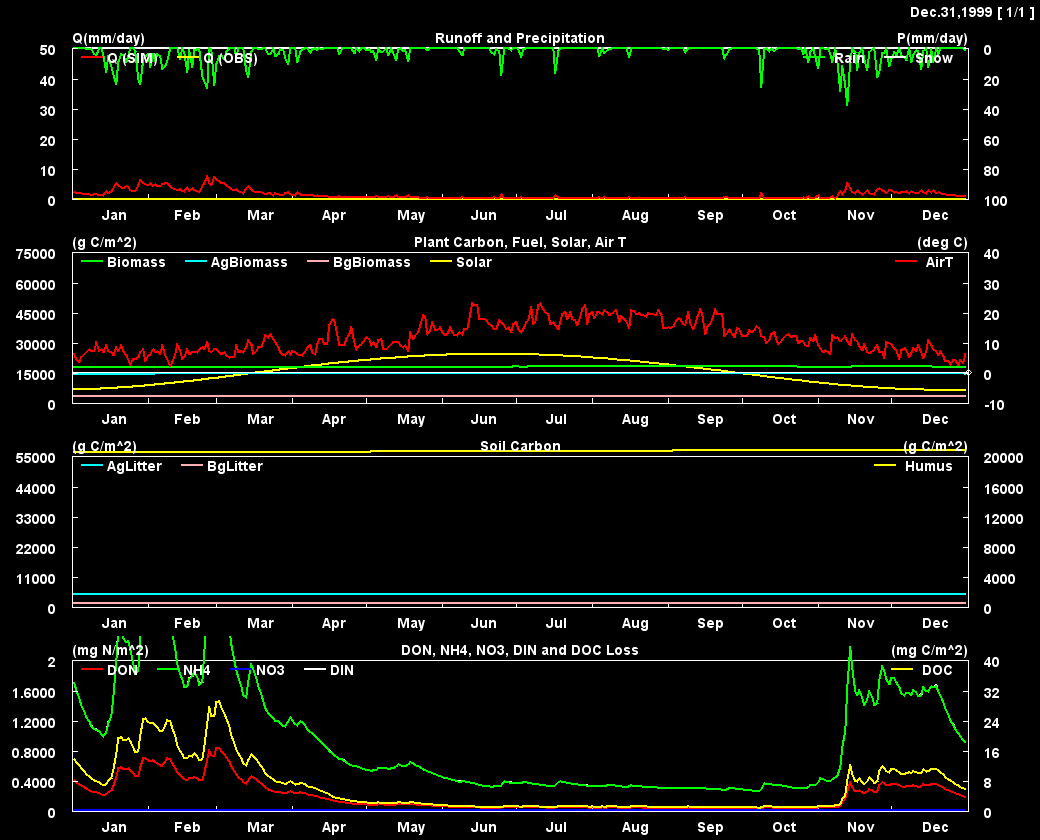 Dec.31,1999 [ 1/1 ]
Q(mm/day) Runoff and Precipitation P(mm/day)
50 0
Q (SIM) Q (OBS) Rain Snow
40 20
30 40
20 60
10 80
0 100
Jan Feb Mar Apr May Jun Jul Aug Sep Oct Nov Dec
(g C/m^2) Plant Carbon, Fuel, Solar, Air T (deg C)
75000 40
Biomass AgBiomass BgBiomass Solar AirT
60000 30
45000 20
30000 10
15000 0
0 -10
Jan Feb Mar Apr May Jun Jul Aug Sep Oct Nov Dec
(g C/m^2) Soil Carbon (g C/m^2)
55000 20000
AgLitter BgLitter Humus
44000 16000
33000 12000
22000 8000
11000 4000
0 0
Jan Feb Mar Apr May Jun Jul Aug Sep Oct Nov Dec
(mg N/m^2) DON, NH4, NO3, DIN and DOC Loss (mg C/m^2)
2 40
DON NH4 NO3 DIN DOC
1.6000 32
1.2000 24
0.8000 16
0.4000 8
0 0
Jan Feb Mar Apr May Jun Jul Aug Sep Oct Nov Dec